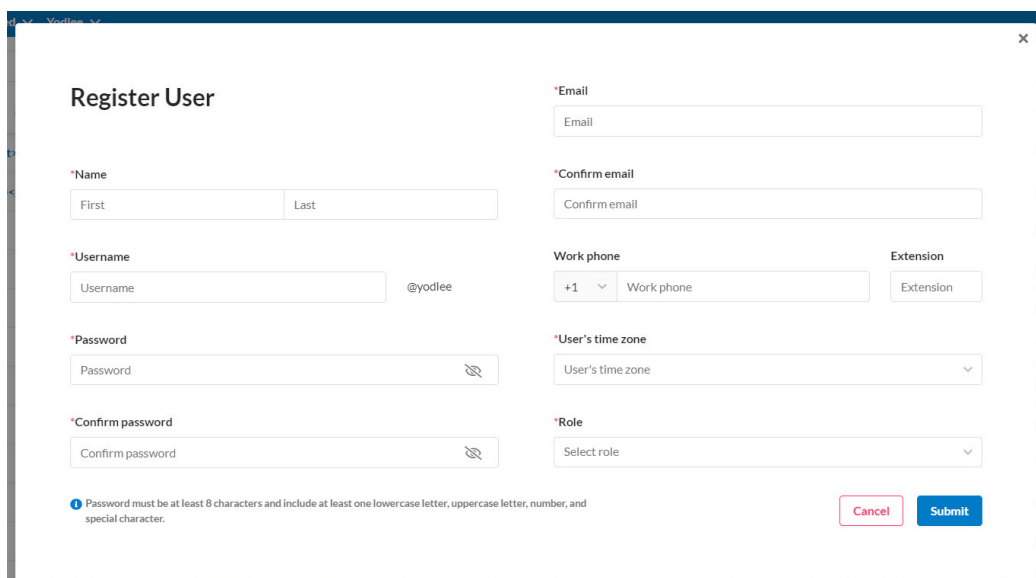 Yodlee
×
Register User
*Name
First Last
*Username
Username @yodlee
*Password
Password
*Confirm password
Confirm password
Password must be at least 8 characters and include at least one lowercase letter, uppercase letter, number, and
special character.
*Email
Email
*Confirm email
Confirm email
Work phone Extension
+1 Work phone Extension
*User's time zone
User's time zone
*Role
Select role
Cancel Submit